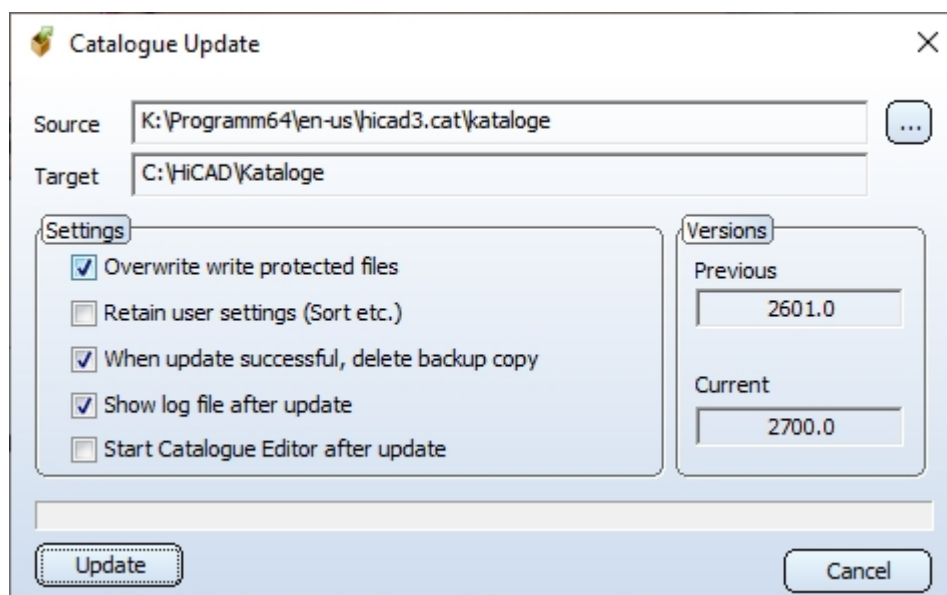 Catalogue Update
Source K:\Programm64\en-us\hicad3.cat\kataloge ...
Target C:\HiCAD\Kataloge
Settings
Overwrite write protected files
Retain user settings (Sort etc.)
When update successful, delete backup copy
Show log file after update
Start Catalogue Editor after update
Versions
Previous
2601.0
Current
2700.0
Update
Cancel